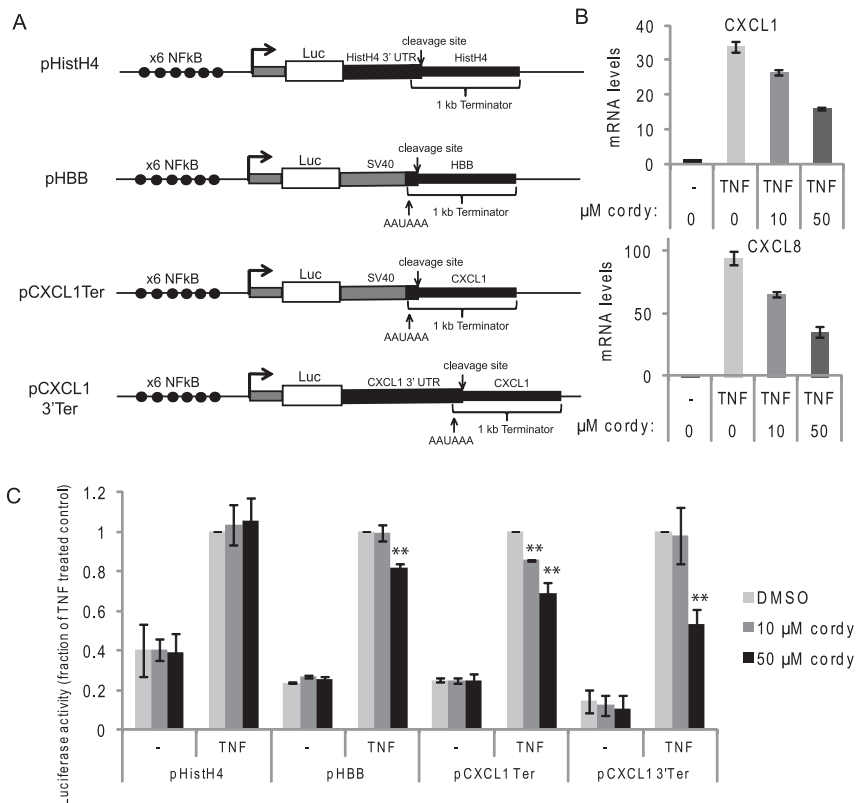 A
pHistH4
x6 NFkB
Luc
HistH4 3' UTR
cleavage site
HistH4
1 kb Terminator
pHBB
x6 NFkB
Luc
SV40
cleavage site
HBB
1 kb Terminator
AAUAAA
pCXCL1Ter
x6 NFkB
Luc
SV40
cleavage site
CXCL1
1 kb Terminator
AAUAAA
pCXCL1
3'Ter
x6 NFkB
Luc
CXCL1 3' UTR
cleavage site
CXCL1
1 kb Terminator
AAUAAA
B
CXCL1
mRNA levels
40
30
20
10
0
- TNF TNF TNF
µM cordy: 0 0 10 50
CXCL8
mRNA levels
100
50
0
- TNF TNF TNF
µM cordy: 0 0 10 50
C
Luciferase activity (fraction of TNF treated control)
1.2
1
0.8
0.6
0.4
0.2
0
** ** ** **
- TNF - TNF - TNF - TNF
pHistH4 pHBB pCXCL1 Ter pCXCL1 3'Ter
DMSO
10 µM cordy
50 µM cordy